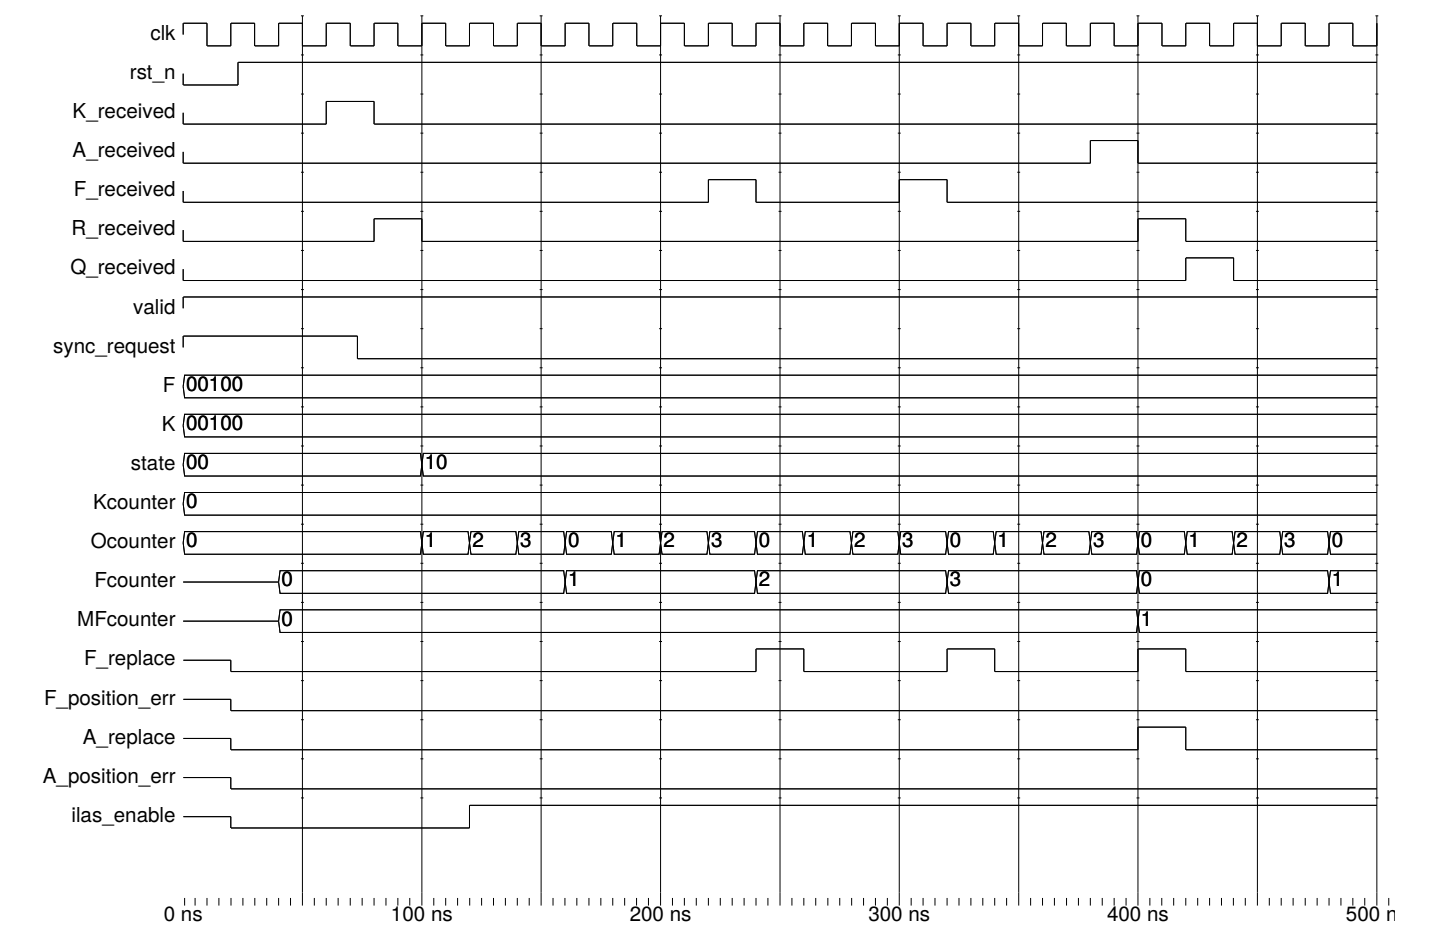 clk
rst_n
K_received
A_received
F_received
R_received
Q_received
valid
sync_request
F 00100
K 00100
state 00 10
Kcounter 0
Ocounter 0 1 2 3 0 1 2 3 0 1 2 3 0 1 2 3 0 1 2 3 0
Fcounter 0 1 2 3 0 1
MFcounter 0 1
F_replace
F_position_err
A_replace
A_position_err
ilas_enable
0 ns 100 ns 200 ns 300 ns 400 ns 500 n